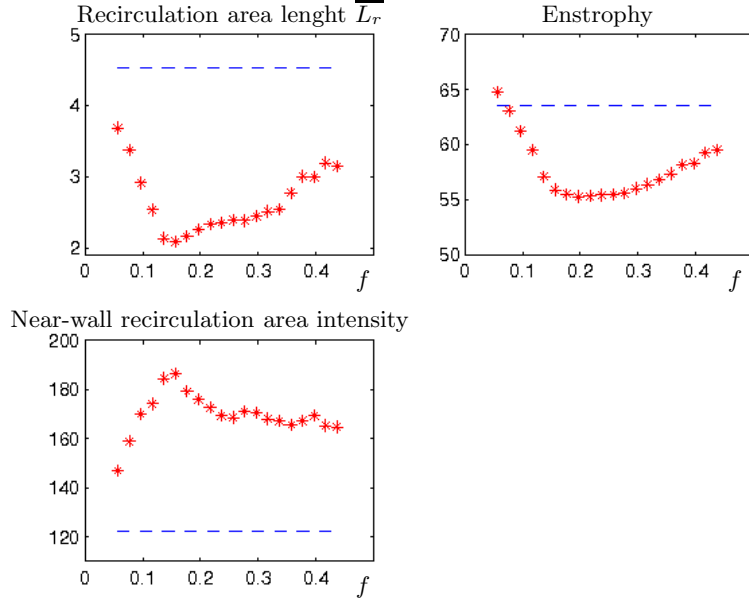 Recirculation area lenght L_r
5
4
3
2
0 0.1 0.2 0.3 0.4
f
Enstrophy
70
65
60
55
50
0 0.1 0.2 0.3 0.4
f
Near-wall recirculation area intensity
200
180
160
140
120
0 0.1 0.2 0.3 0.4
f